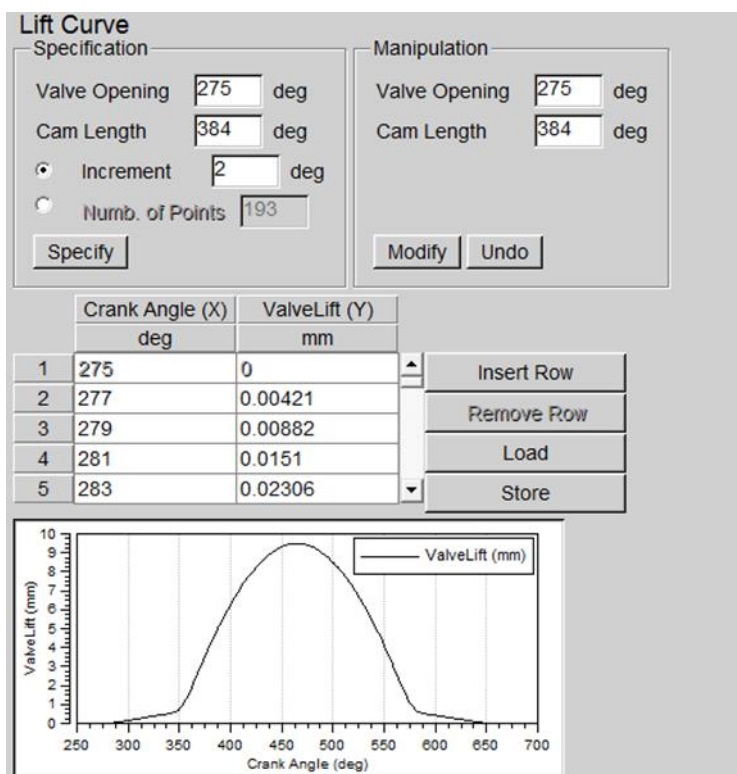 Lift Curve
Specification
Valve Opening 275 deg
Cam Length 384 deg
Increment 2 deg
Numb. of Points 193
Specify
Manipulation
Valve Opening 275 deg
Cam Length 384 deg
Modify Undo
Crank Angle (X) ValveLift (Y)
deg mm
1 275 0
2 277 0.00421
3 279 0.00882
4 281 0.0151
5 283 0.02306
Insert Row
Remove Row
Load
Store
ValveLift (mm)
10
9
8
7
6
5
4
3
2
1
0
ValveLift (mm)
250 300 350 400 450 500 550 600 650 700
Crank Angle (deg)